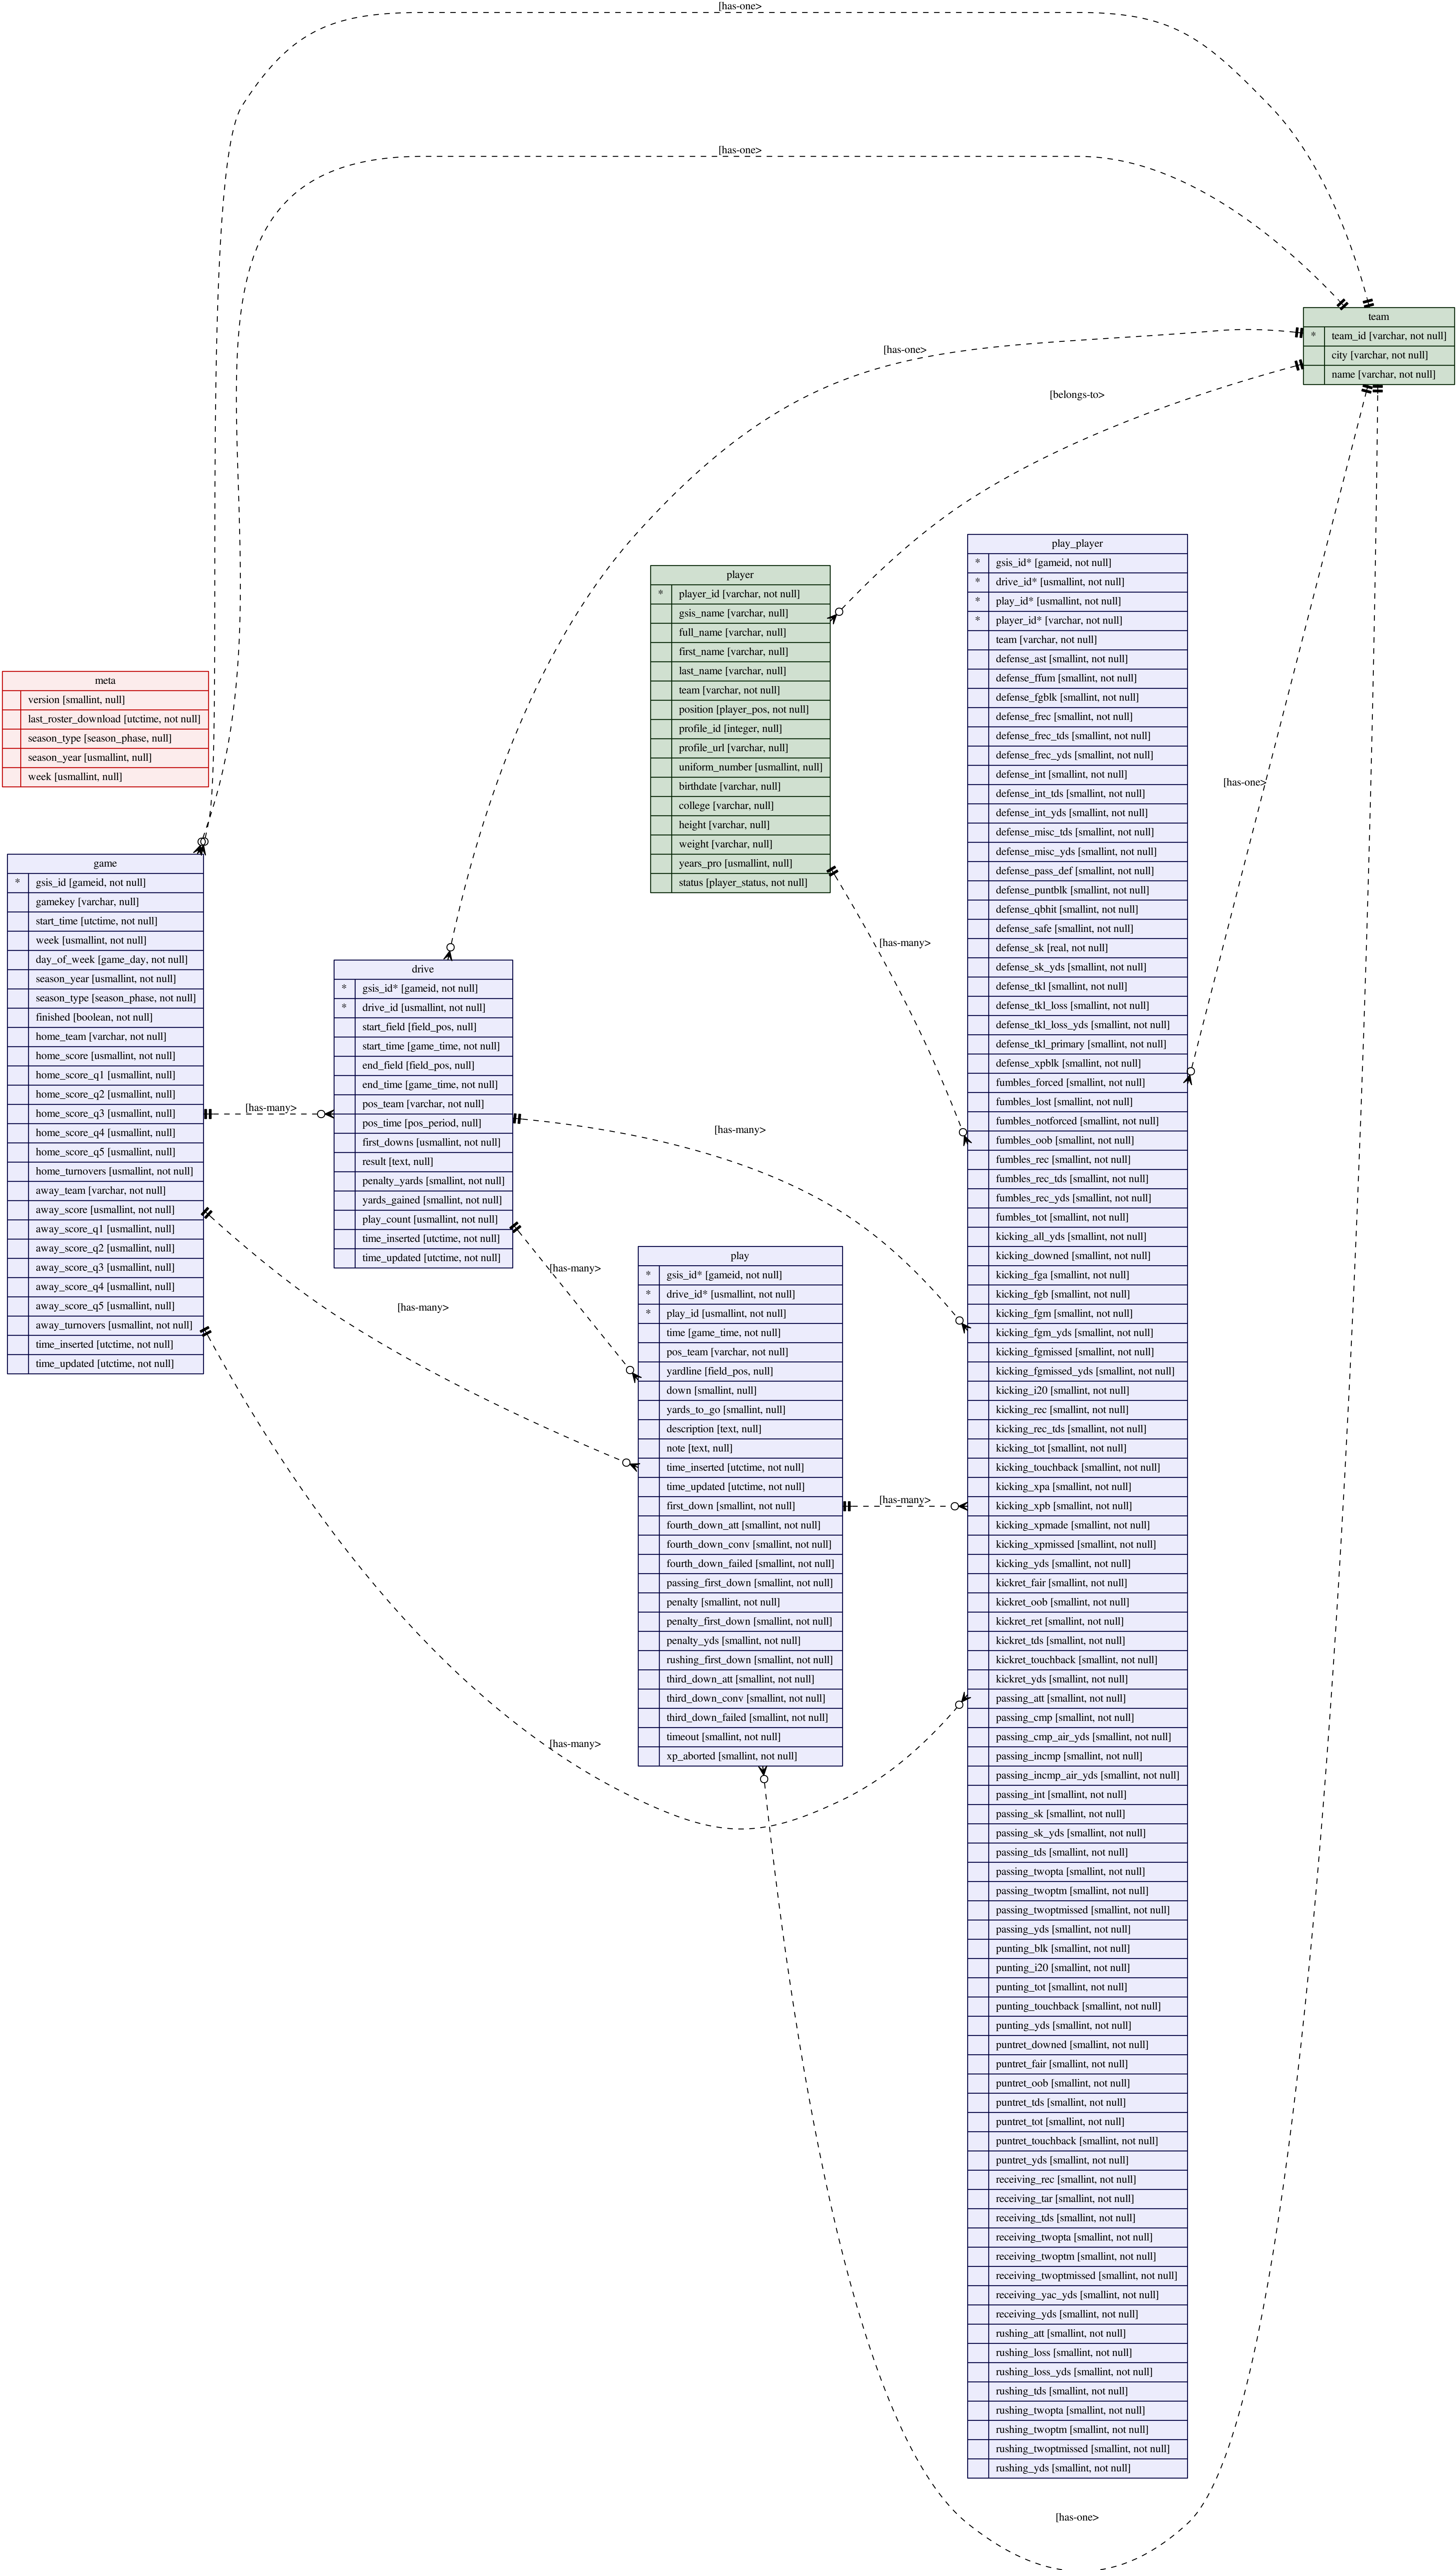 [has-one>
[has-one>
team
* team_id [varchar, not null]
city [varchar, not null]
name [varchar, not null]
[has-one>
[belongs-to>
[has-one>
meta
version [smallint, null]
last_roster_download [utctime, not null]
season_type [season_phase, null]
season_year [usmallint, null]
week [usmallint, null]
game
* gsis_id [gameid, not null]
gamekey [varchar, null]
start_time [utctime, not null]
week [usmallint, not null]
day_of_week [game_day, not null]
season_year [usmallint, not null]
season_type [season_phase, not null]
finished [boolean, not null]
home_team [varchar, not null]
home_score [usmallint, not null]
home_score_q1 [usmallint, null]
home_score_q2 [usmallint, null]
home_score_q3 [usmallint, null]
home_score_q4 [usmallint, null]
home_score_q5 [usmallint, null]
home_turnovers [usmallint, not null]
away_team [varchar, not null]
away_score [usmallint, not null]
away_score_q1 [usmallint, null]
away_score_q2 [usmallint, null]
away_score_q3 [usmallint, null]
away_score_q4 [usmallint, null]
away_score_q5 [usmallint, null]
away_turnovers [usmallint, not null]
time_inserted [utctime, not null]
time_updated [utctime, not null]
[has-many>
[has-many>
[has-many>
drive
* gsis_id* [gameid, not null]
* drive_id [usmallint, not null]
start_field [field_pos, null]
start_time [game_time, not null]
end_field [field_pos, null]
end_time [game_time, not null]
pos_team [varchar, not null]
pos_time [pos_period, null]
first_downs [usmallint, not null]
result [text, null]
penalty_yards [smallint, not null]
yards_gained [smallint, not null]
play_count [usmallint, not null]
time_inserted [utctime, not null]
time_updated [utctime, not null]
[has-many>
[has-many>
player
* player_id [varchar, not null]
gsis_name [varchar, null]
full_name [varchar, null]
first_name [varchar, null]
last_name [varchar, null]
team [varchar, not null]
position [player_pos, not null]
profile_id [integer, null]
profile_url [varchar, null]
uniform_number [usmallint, null]
birthdate [varchar, null]
college [varchar, null]
height [varchar, null]
weight [varchar, null]
years_pro [usmallint, null]
status [player_status, not null]
[has-many>
play
* gsis_id* [gameid, not null]
* drive_id* [usmallint, not null]
* play_id [usmallint, not null]
time [game_time, not null]
pos_team [varchar, not null]
yardline [field_pos, null]
down [smallint, null]
yards_to_go [smallint, null]
description [text, null]
note [text, null]
time_inserted [utctime, not null]
time_updated [utctime, not null]
first_down [smallint, not null]
fourth_down_att [smallint, not null]
fourth_down_conv [smallint, not null]
fourth_down_failed [smallint, not null]
passing_first_down [smallint, not null]
penalty [smallint, not null]
penalty_first_down [smallint, not null]
penalty_yds [smallint, not null]
rushing_first_down [smallint, not null]
third_down_att [smallint, not null]
third_down_conv [smallint, not null]
third_down_failed [smallint, not null]
timeout [smallint, not null]
xp_aborted [smallint, not null]
[has-many>
play_player
* gsis_id* [gameid, not null]
* drive_id* [usmallint, not null]
* play_id* [usmallint, not null]
* player_id* [varchar, not null]
team [varchar, not null]
defense_ast [smallint, not null]
defense_ffum [smallint, not null]
defense_fgblk [smallint, not null]
defense_frec [smallint, not null]
defense_frec_tds [smallint, not null]
defense_frec_yds [smallint, not null]
defense_int [smallint, not null]
defense_int_tds [smallint, not null]
defense_int_yds [smallint, not null]
defense_misc_tds [smallint, not null]
defense_misc_yds [smallint, not null]
defense_pass_def [smallint, not null]
defense_puntblk [smallint, not null]
defense_qbhit [smallint, not null]
defense_safe [smallint, not null]
defense_sk [real, not null]
defense_sk_yds [smallint, not null]
defense_tkl [smallint, not null]
defense_tkl_loss [smallint, not null]
defense_tkl_loss_yds [smallint, not null]
defense_tkl_primary [smallint, not null]
defense_xpblk [smallint, not null]
fumbles_forced [smallint, not null]
fumbles_lost [smallint, not null]
fumbles_notforced [smallint, not null]
fumbles_oob [smallint, not null]
fumbles_rec [smallint, not null]
fumbles_rec_tds [smallint, not null]
fumbles_rec_yds [smallint, not null]
fumbles_tot [smallint, not null]
kicking_all_yds [smallint, not null]
kicking_downed [smallint, not null]
kicking_fga [smallint, not null]
kicking_fgb [smallint, not null]
kicking_fgm [smallint, not null]
kicking_fgm_yds [smallint, not null]
kicking_fgmissed [smallint, not null]
kicking_fgmissed_yds [smallint, not null]
kicking_i20 [smallint, not null]
kicking_rec [smallint, not null]
kicking_rec_tds [smallint, not null]
kicking_tot [smallint, not null]
kicking_touchback [smallint, not null]
kicking_xpa [smallint, not null]
kicking_xpb [smallint, not null]
kicking_xpmade [smallint, not null]
kicking_xpmissed [smallint, not null]
kicking_yds [smallint, not null]
kickret_fair [smallint, not null]
kickret_oob [smallint, not null]
kickret_ret [smallint, not null]
kickret_tds [smallint, not null]
kickret_touchback [smallint, not null]
kickret_yds [smallint, not null]
passing_att [smallint, not null]
passing_cmp [smallint, not null]
passing_cmp_air_yds [smallint, not null]
passing_incmp [smallint, not null]
passing_incmp_air_yds [smallint, not null]
passing_int [smallint, not null]
passing_sk [smallint, not null]
passing_sk_yds [smallint, not null]
passing_tds [smallint, not null]
passing_twopta [smallint, not null]
passing_twoptm [smallint, not null]
passing_twoptmissed [smallint, not null]
passing_yds [smallint, not null]
punting_blk [smallint, not null]
punting_i20 [smallint, not null]
punting_tot [smallint, not null]
punting_touchback [smallint, not null]
punting_yds [smallint, not null]
puntret_downed [smallint, not null]
puntret_fair [smallint, not null]
puntret_oob [smallint, not null]
puntret_tds [smallint, not null]
puntret_tot [smallint, not null]
puntret_touchback [smallint, not null]
puntret_yds [smallint, not null]
receiving_rec [smallint, not null]
receiving_tar [smallint, not null]
receiving_tds [smallint, not null]
receiving_twopta [smallint, not null]
receiving_twoptm [smallint, not null]
receiving_twoptmissed [smallint, not null]
receiving_yac_yds [smallint, not null]
receiving_yds [smallint, not null]
rushing_att [smallint, not null]
rushing_loss [smallint, not null]
rushing_loss_yds [smallint, not null]
rushing_tds [smallint, not null]
rushing_twopta [smallint, not null]
rushing_twoptm [smallint, not null]
rushing_twoptmissed [smallint, not null]
rushing_yds [smallint, not null]
[has-one>